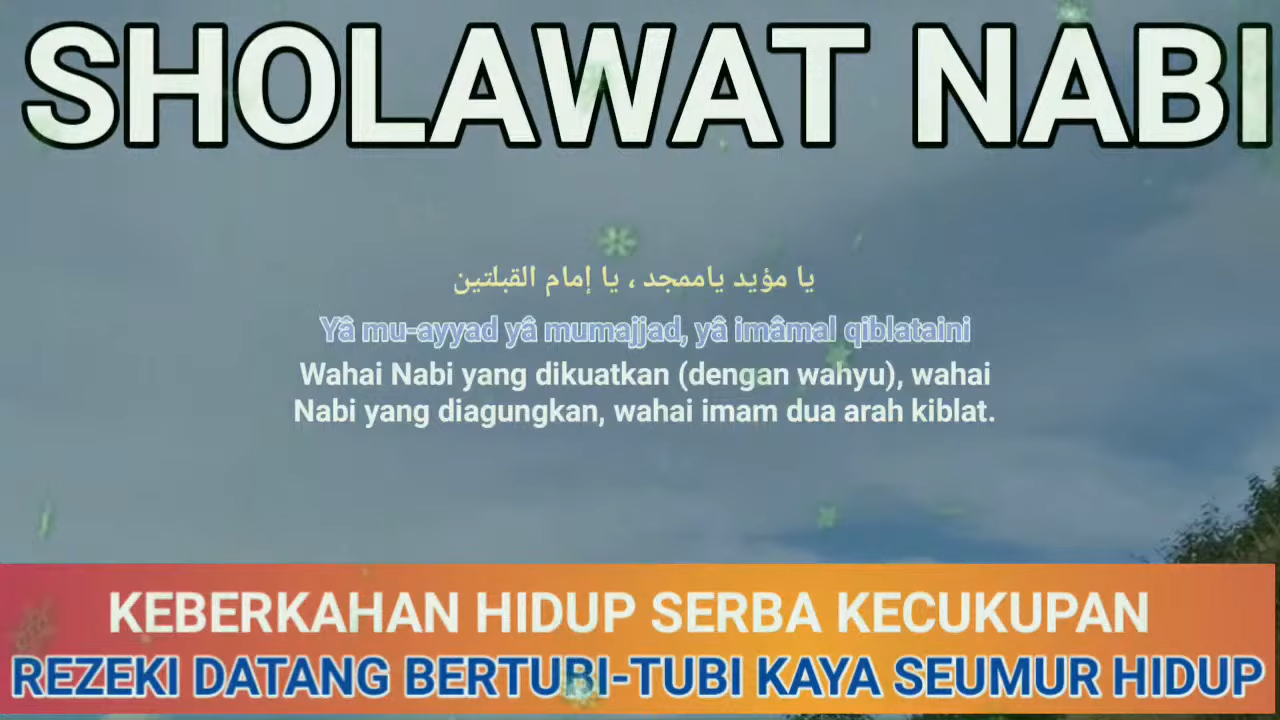 SHOLAWAT NABI
يا مؤيد ياممجد ، يا إمام القبلتين
Yâ mu-ayyad yâ mumajjad, yâ imâmal qiblataini
Wahai Nabi yang dikuatkan (dengan wahyu), wahai
Nabi yang diagungkan, wahai imam dua arah kiblat.
KEBERKAHAN HIDUP SERBA KECUKUPAN
REZEKI DATANG BERTUBI-TUBI KAYA SEUMUR HIDUP